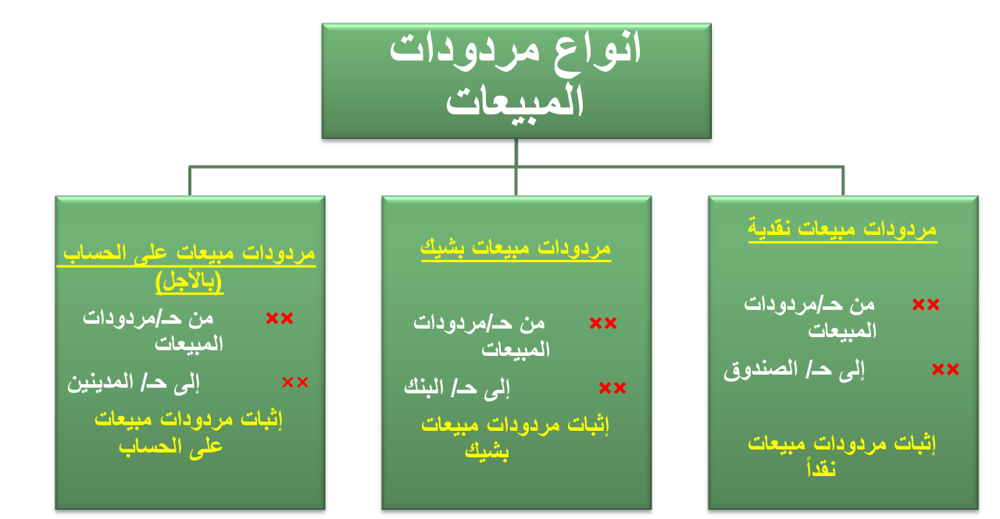 انواع مردودات
المبيعات
مردودات مبيعات نقدية
×× من حـ/مردودات
المبيعات
×× إلى حـ/ الصندوق
إثبات مردودات مبيعات
نقداً
مردودات مبيعات بشيك
×× من حـ/مردودات
المبيعات
×× إلى حـ/ البنك
إثبات مردودات مبيعات
بشيك
مردودات مبيعات على الحساب
(بالأجل)
×× من حـ/مردودات
المبيعات
×× إلى حـ/ المدينين
إثبات مردودات مبيعات
على الحساب